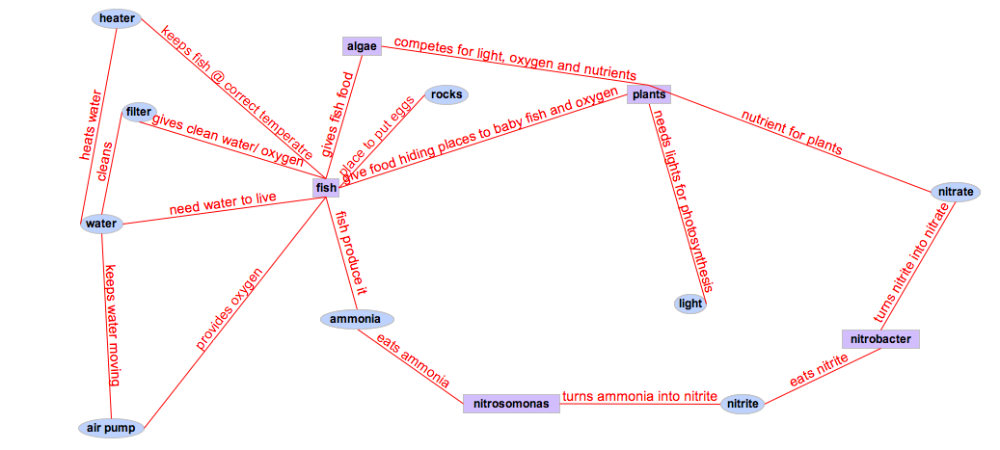 heater
keeps fish @ correct temperatre
algae
competes for light, oxygen and nutrients
rocks
plants
heats water
filter
gives clean water/ oxygen
gives fish food
place to put eggs
give food hiding places to baby fish and oxygen
nutrient for plants
cleans
needs lights for photosynthesis
fish
nitrate
need water to live
water
fish produce it
turns nitrite into nitrate
keeps water moving
provides oxygen
light
ammonia
nitrobacter
eats ammonia
eats nitrite
nitrosomonas
turns ammonia into nitrite
nitrite
air pump